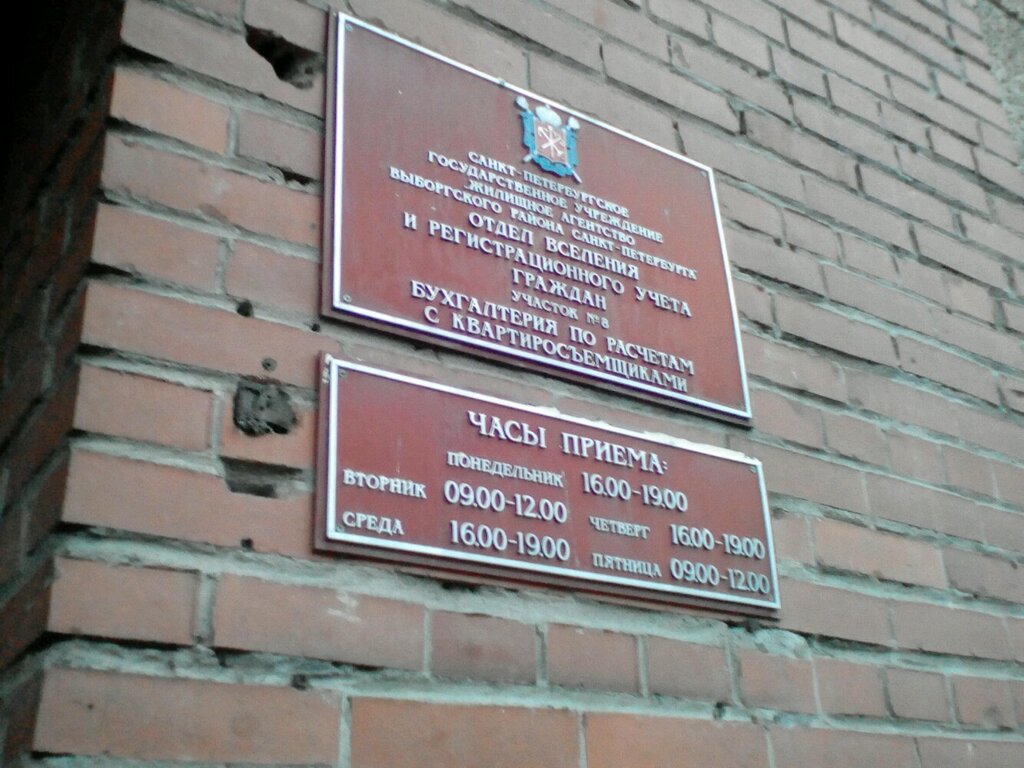 САНКТ-ПЕТЕРБУРГСКОЕ
ГОСУДАРСТВЕННОЕ УЧРЕЖДЕНИЕ
ЖИЛИЩНОЕ АГЕНТСТВО
ВЫБОРГСКОГО РАЙОНА САНКТ-ПЕТЕРБУРГА
ОТДЕЛ ВСЕЛЕНИЯ
И РЕГИСТРАЦИОННОГО УЧЕТА
ГРАЖДАН
УЧАСТОК № 8
БУХГАЛТЕРИЯ ПО РАСЧЕТАМ
С КВАРТИРОСЪЕМЩИКАМИ
ЧАСЫ ПРИЕМА:
ПОНЕДЕЛЬНИК 16.00-19.00
ВТОРНИК 09.00-12.00 ЧЕТВЕРГ 16.00-19.00
СРЕДА 16.00-19.00 ПЯТНИЦА 09.00-12.00